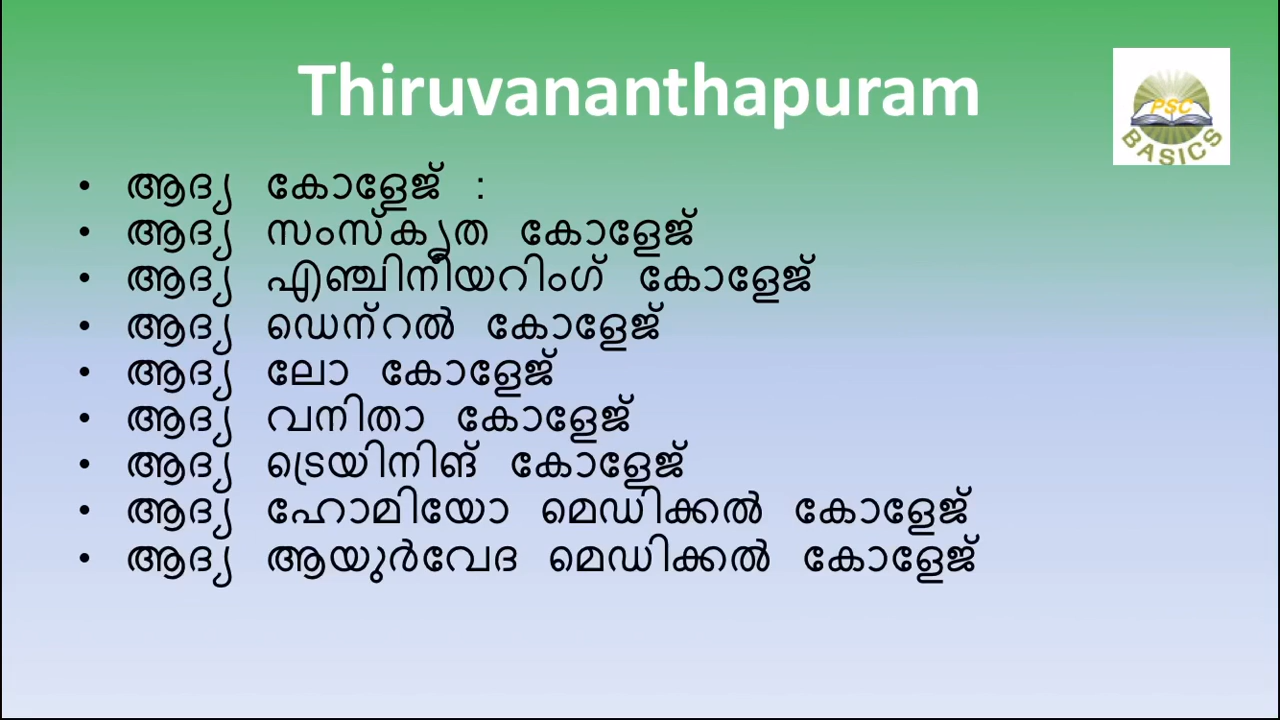 Thiruvananthapuram
PSC
BASICS
• ആദ്യ കോളേജ് :
• ആദ്യ സംസ്കൃത കോളേജ്
• ആദ്യ എഞ്ചിനീയറിംഗ് കോളേജ്
• ആദ്യ ഡെന്റൽ കോളേജ്
• ആദ്യ ലോ കോളേജ്
• ആദ്യ വനിതാ കോളേജ്
• ആദ്യ ട്രെയിനിങ് കോളേജ്
• ആദ്യ ഹോമിയോ മെഡിക്കൽ കോളേജ്
• ആദ്യ ആയുർവേദ മെഡിക്കൽ കോളേജ്